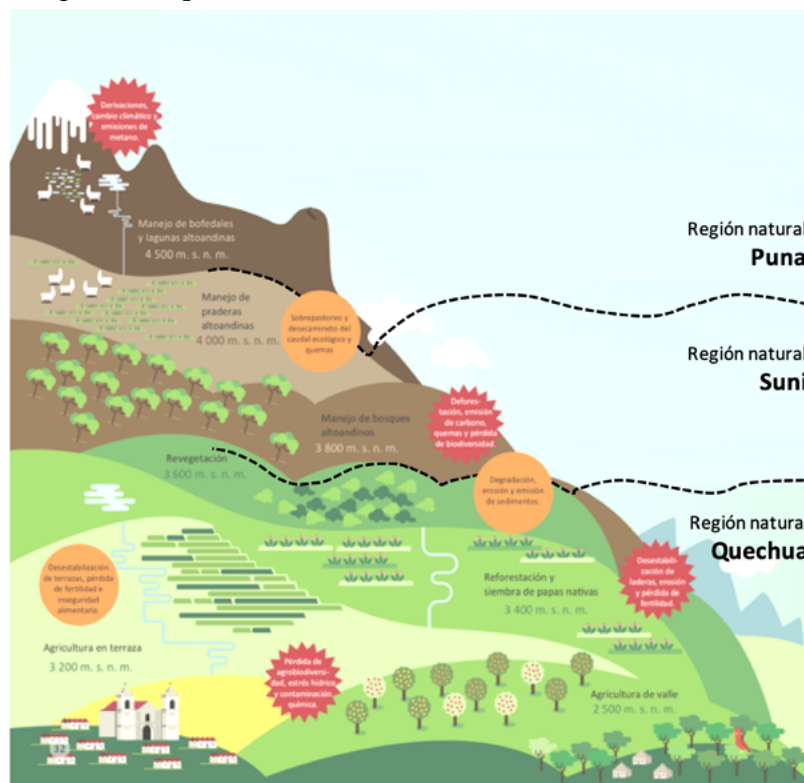 Derivaciones,
cambio climático y
emisiones de
metano.
Manejo de bofedales
y lagunas altoandinas
4 500 m. s. n. m.
Región natural
Puna
Manejo de
praderas
altoandinas
4 000 m. s. n. m.
Sobrepastoreo y
desecamineto del
caudal ecológico y
quemas
Región natural
Suni
Manejo de bosques
altoandinos
3 800 m. s. n. m.
Defores-
tación, emisión
de carbono,
quemas y pérdida
de biodiversidad.
Revegetación
3 600 m. s. n. m.
Degradación,
erosión y emisión
de sedimentos.
Región natural
Quechua
Desestabilización
de terrazas, pérdida
de fertilidad e
inseguridad
alimentaria.
Reforestación y
siembra de papas nativas
3 400 m. s. n. m.
Desestabili-
zación de
laderas, erosión
y pérdida de
fertilidad.
Agricultura en terraza
3 200 m. s. n. m.
Pérdida de
agrobiodiversi-
dad, estrés hídrico
y contaminación
química.
Agricultura de valle
2 500 m. s. n. m.
32